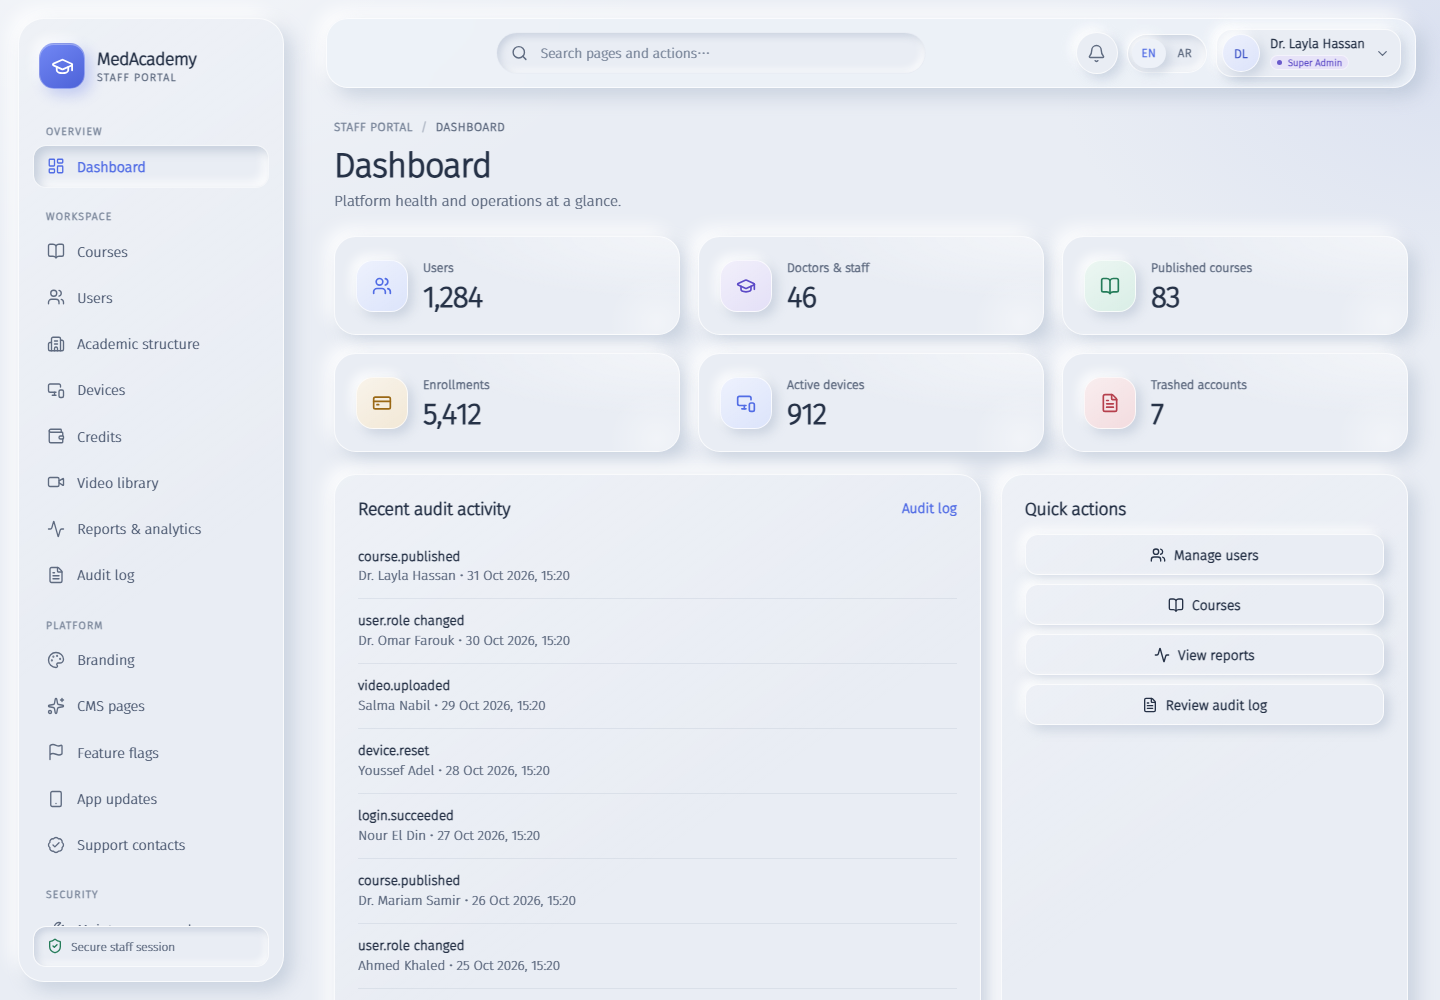 MedAcademy
STAFF PORTAL
OVERVIEW
Dashboard
WORKSPACE
Courses
Users
Academic structure
Devices
Credits
Video library
Reports & analytics
Audit log
PLATFORM
Branding
CMS pages
Feature flags
App updates
Support contacts
SECURITY
Secure staff session
Search pages and actions···
EN AR
DL
Dr. Layla Hassan
Super Admin
STAFF PORTAL / DASHBOARD
Dashboard
Platform health and operations at a glance.
Users
1,284
Doctors & staff
46
Published courses
83
Enrollments
5,412
Active devices
912
Trashed accounts
7
Recent audit activity
Audit log
course.published
Dr. Layla Hassan · 31 Oct 2026, 15:20
user.role changed
Dr. Omar Farouk · 30 Oct 2026, 15:20
video.uploaded
Salma Nabil · 29 Oct 2026, 15:20
device.reset
Youssef Adel · 28 Oct 2026, 15:20
login.succeeded
Nour El Din · 27 Oct 2026, 15:20
course.published
Dr. Mariam Samir · 26 Oct 2026, 15:20
user.role changed
Ahmed Khaled · 25 Oct 2026, 15:20
Quick actions
Manage users
Courses
View reports
Review audit log